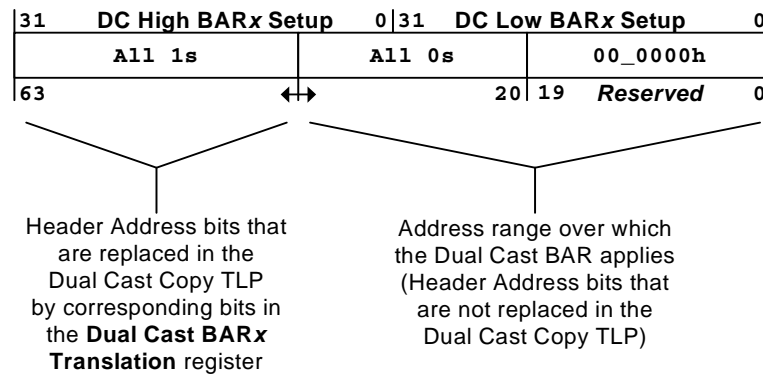 31 DC High BARx Setup 0 31 DC Low BARx Setup 0
All 1s All 0s 00_0000h
63 20 19 Reserved 0
Header Address bits that
are replaced in the
Dual Cast Copy TLP
by corresponding bits in
the Dual Cast BARx
Translation register
Address range over which
the Dual Cast BAR applies
(Header Address bits that
are not replaced in the
Dual Cast Copy TLP)